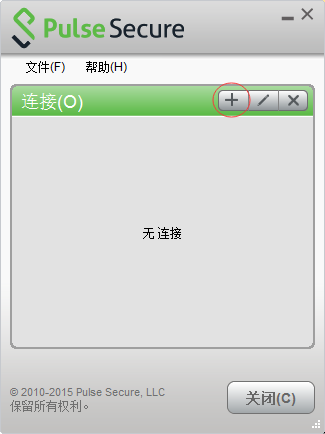 Pulse Secure
文件(F) 帮助(H)
连接(O)
无 连接
© 2010-2015 Pulse Secure, LLC
保留所有权利。
关闭(C)